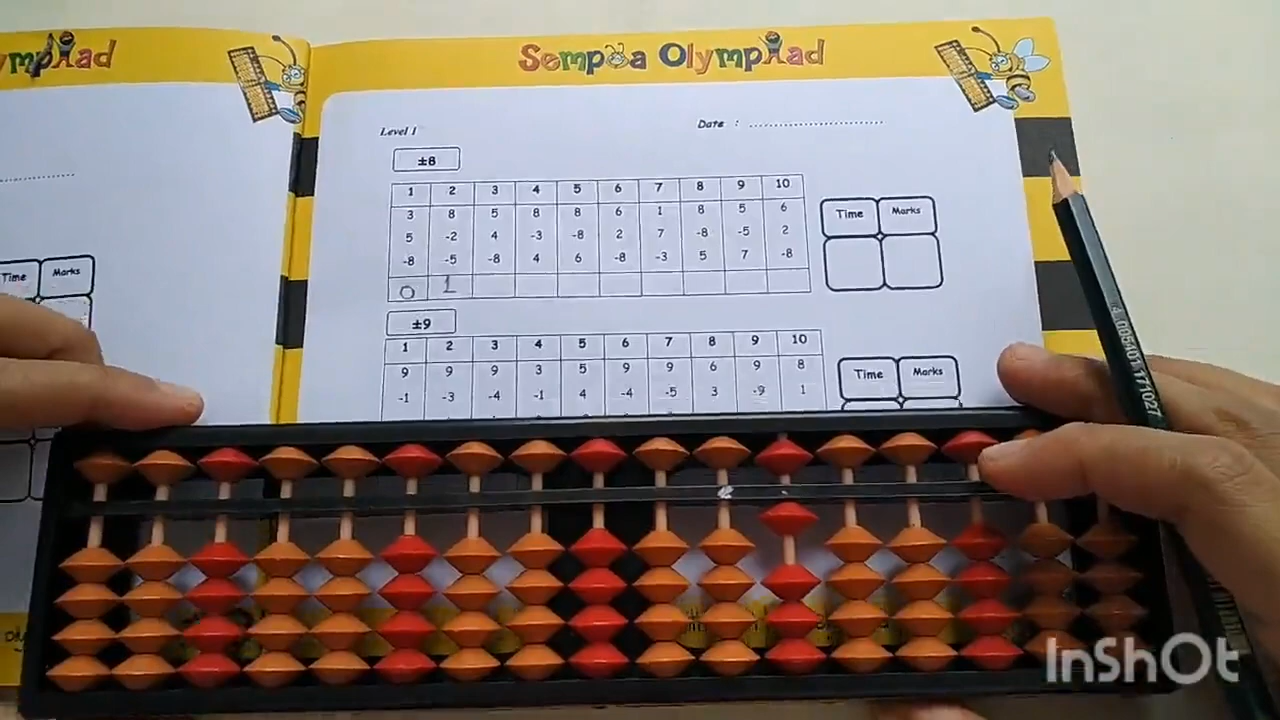 Sempoa Olympiad
Level 1
Date : ..............................
±8
1 2 3 4 5 6 7 8 9 10
3 8 5 8 8 6 1 8 5 6
5 -2 4 -3 -8 2 7 -8 -5 2
-8 -5 -8 4 6 -8 -3 5 7 -8
0 1
Time Marks
±9
1 2 3 4 5 6 7 8 9 10
9 9 9 3 5 9 9 6 9 8
-1 -3 -4 -1 4 -4 -5 3 -9 1
Time Marks
Marks
InShOt